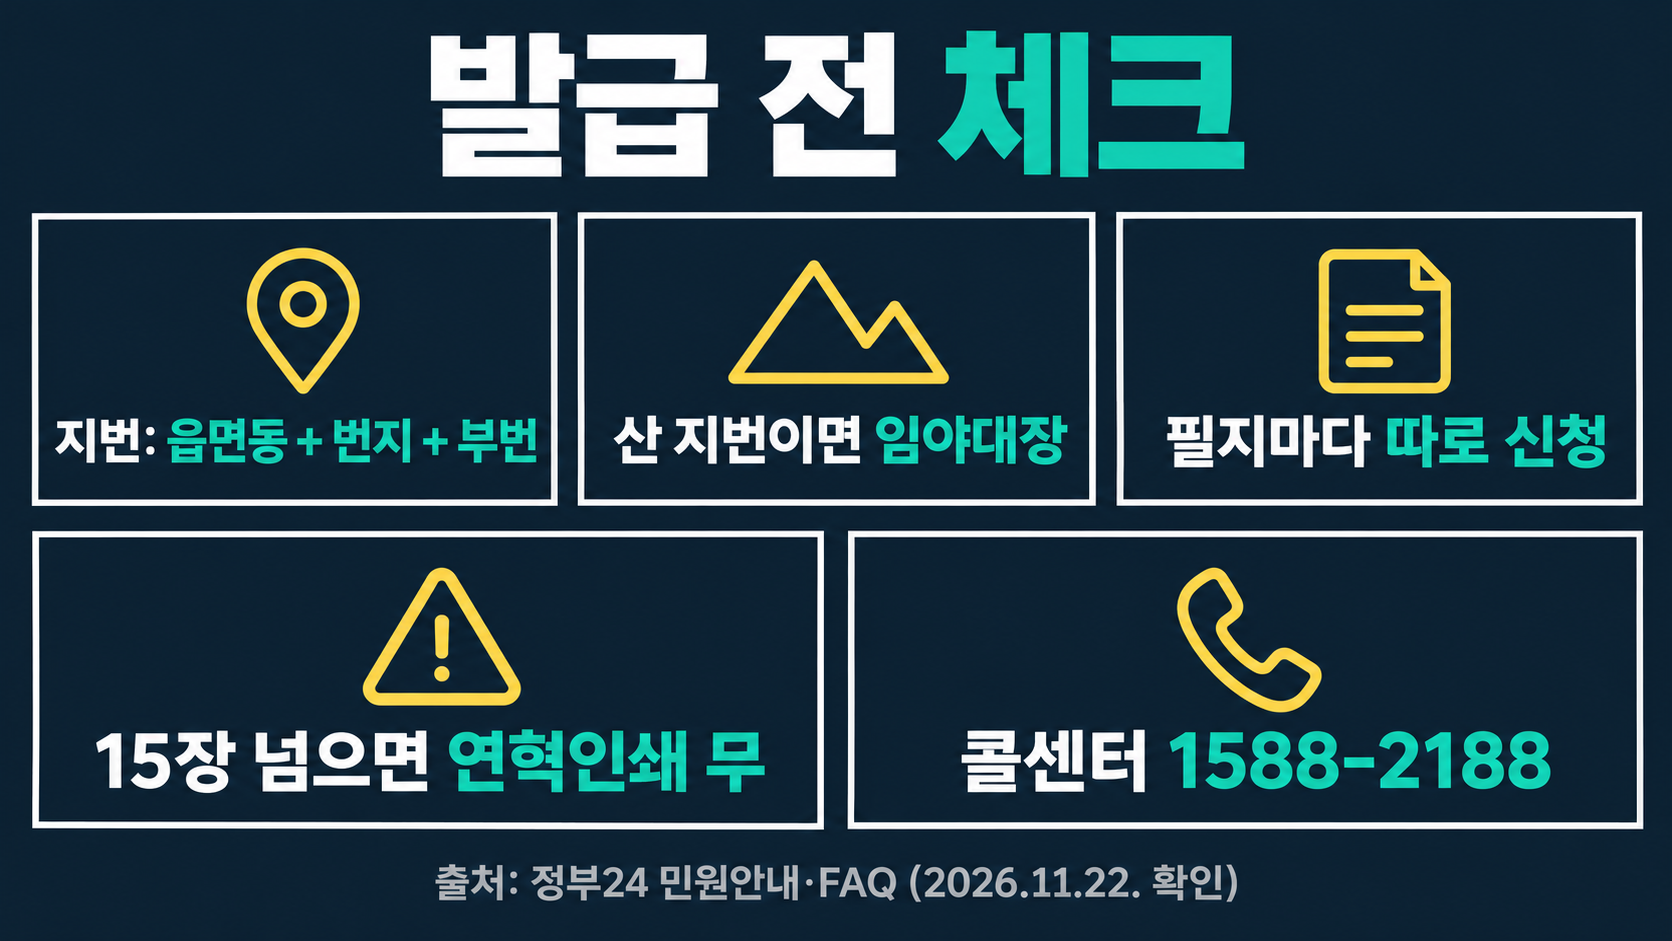 발급 전 체크
지번: 읍면동 + 번지 + 부번
산 지번이면 임야대장
필지마다 따로 신청
15장 넘으면 연혁인쇄 무
콜센터 1588-2188
출처: 정부24 민원안내·FAQ (2026.11.22. 확인)